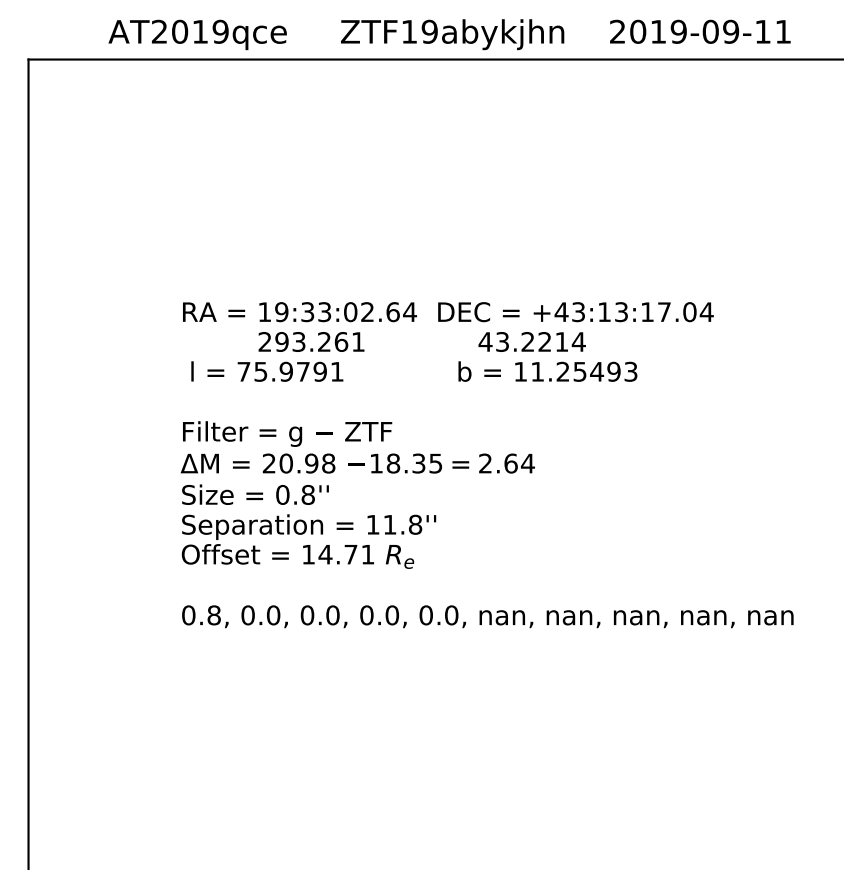 AT2019qce ZTF19abykjhn 2019-09-11
RA = 19:33:02.64 DEC = +43:13:17.04
293.261 43.2214
l = 75.9791 b = 11.25493
Filter = g − ZTF
ΔM = 20.98 −18.35 = 2.64
Size = 0.8''
Separation = 11.8''
Offset = 14.71 Re
0.8, 0.0, 0.0, 0.0, 0.0, nan, nan, nan, nan, nan